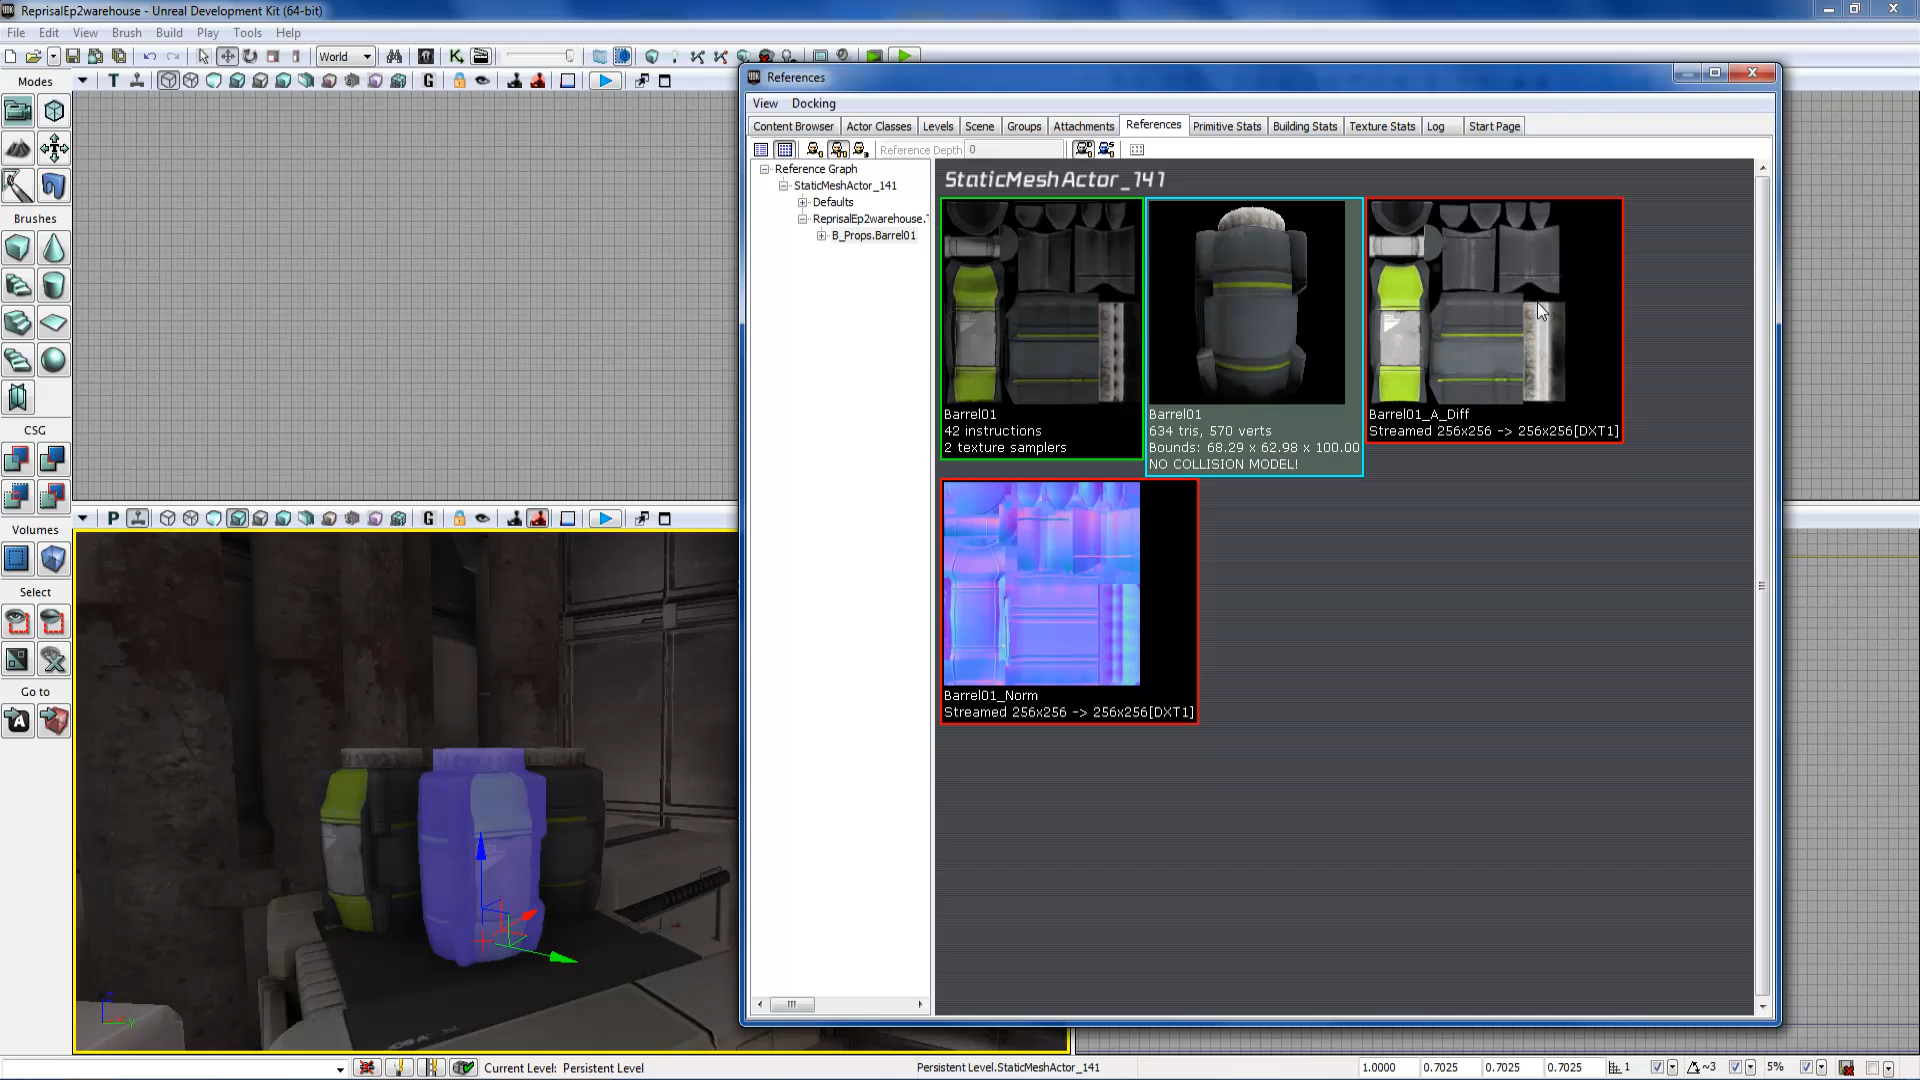 ReprisalEp2warehouse - Unreal Development Kit (64-bit)
File Edit View Brush Build Play Tools Help
World
Modes
Brushes
CSG
Volumes
Select
Go to
T
G
P
G
References
View Docking
Content Browser Actor Classes Levels Scene Groups Attachments References Primitive Stats Building Stats Texture Stats Log Start Page
Reference Depth 0
Reference Graph
StaticMeshActor_141
Defaults
ReprisalEp2warehouse.
B_Props.Barrel01
StaticMeshActor_141
Barrel01
42 instructions
2 texture samplers
Barrel01
634 tris, 570 verts
Bounds: 68.29 x 62.98 x 100.00
NO COLLISION MODEL!
Barrel01_A_Diff
Streamed 256x256 -> 256x256[DXT1]
Barrel01_Norm
Streamed 256x256 -> 256x256[DXT1]
Current Level: Persistent Level
Persistent Level.StaticMeshActor_141
1.0000 0.7025 0.7025 0.7025 1 ~3 5%